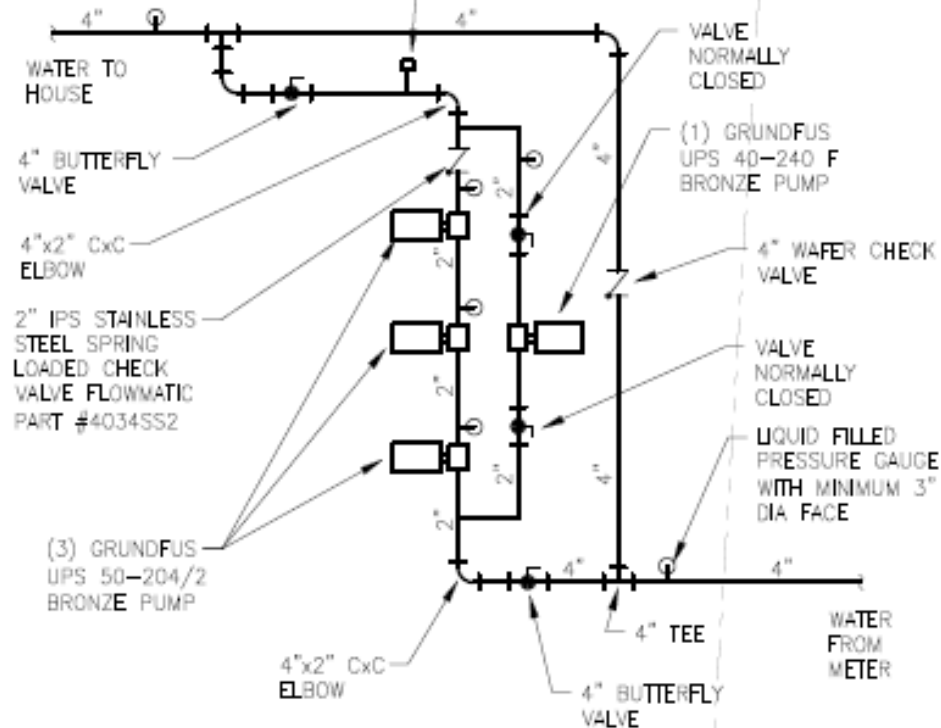 4"
4"
WATER TO
HOUSE
VALVE
NORMALLY
CLOSED
4" BUTTERFLY
VALVE
(1) GRUNDFUS
UPS 40-240 F
BRONZE PUMP
4"
2"
4"x2" CxC
ELBOW
2"
4" WAFER CHECK
VALVE
2" IPS STAINLESS
STEEL SPRING
LOADED CHECK
VALVE FLOWMATIC
PART #4034SS2
VALVE
NORMALLY
CLOSED
2"
LIQUID FILLED
PRESSURE GAUGE
WITH MINIMUM 3"
DIA FACE
2"
4"
2"
(3) GRUNDFUS
UPS 50-204/2
BRONZE PUMP
4"
4"
WATER
FROM
METER
4" TEE
4"x2" CxC
ELBOW
4" BUTTERFLY
VALVE